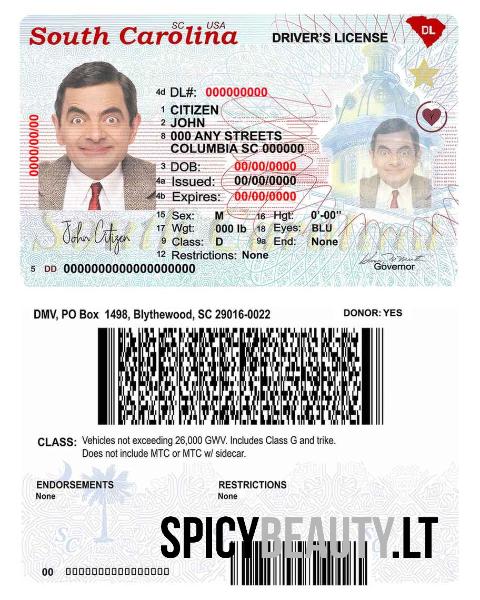 SC USA
South Carolina DRIVER'S LICENSE DL
4d DL#: 000000000
1 CITIZEN
2 JOHN
8 000 ANY STREETS
COLUMBIA SC 000000
3 DOB: 00/00/0000
4a Issued: 00/00/0000
4b Expires: 00/00/0000
0000/00/00
15 Sex: M 16 Hgt: 0'-00"
17 Wgt: 000 lb 18 Eyes: BLU
9 Class: D 9a End: None
12 Restrictions: None
John Citizen
Governor
5 DD 0000000000000000000
DMV, PO Box 1498, Blythewood, SC 29016-0022 DONOR: YES
CLASS: Vehicles not exceeding 26,000 GWV. Includes Class G and trike.
Does not include MTC or MTC w/ sidecar.
ENDORSEMENTS RESTRICTIONS
None None
SC SC
SPICYBEAUTY.LT
00 00000000000000000